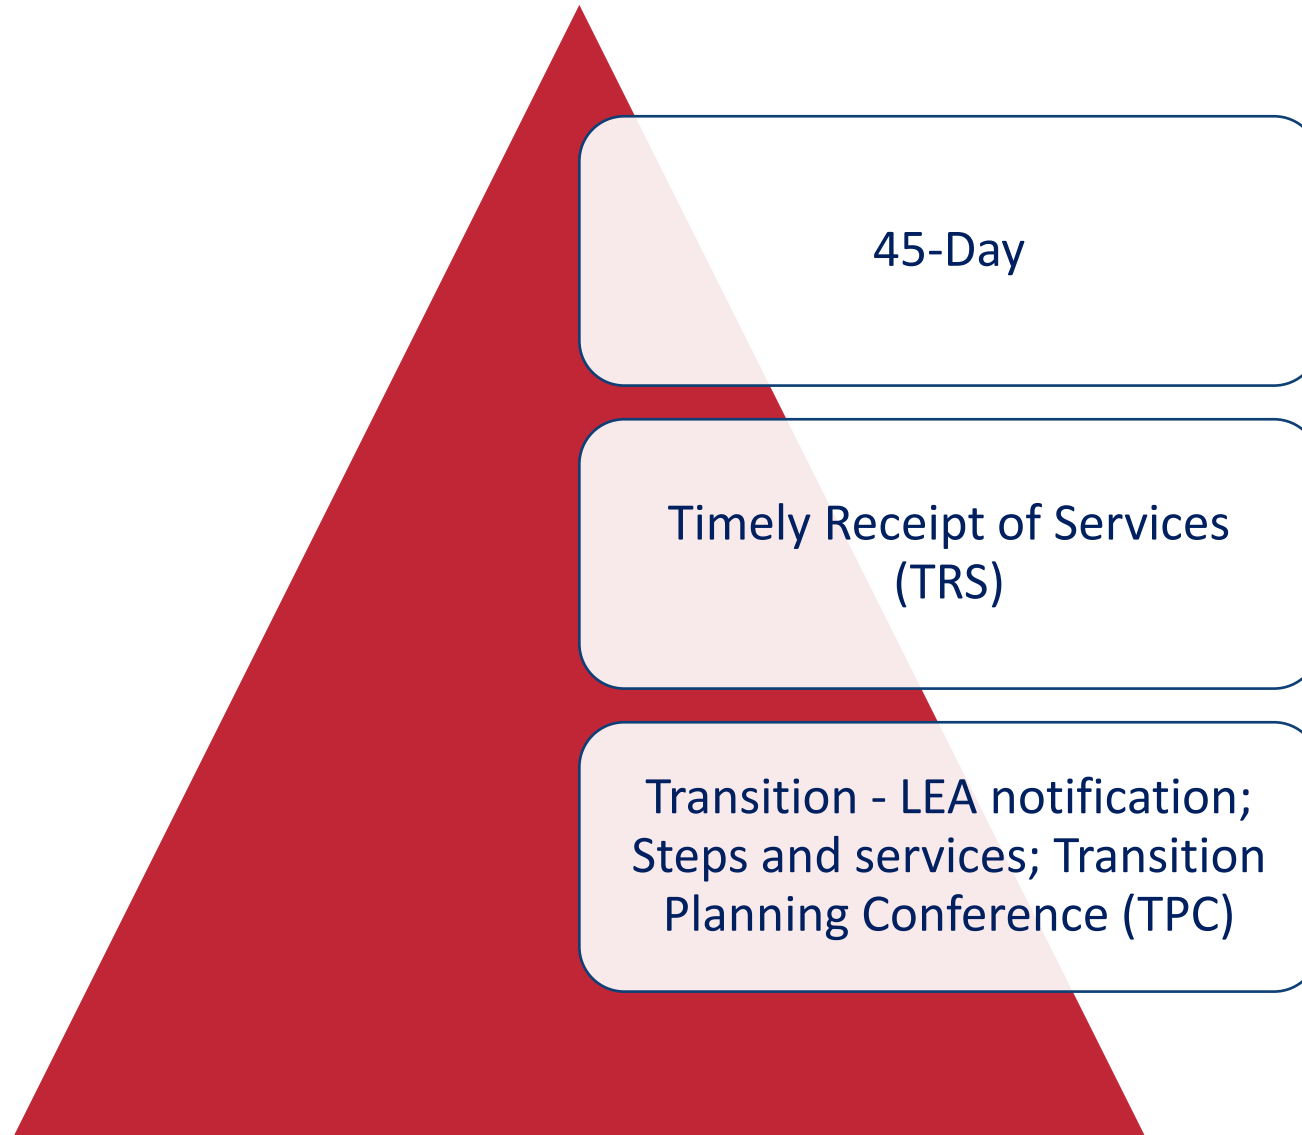 45-Day
Timely Receipt of Services
(TRS)
Transition - LEA notification;
Steps and services; Transition
Planning Conference (TPC)